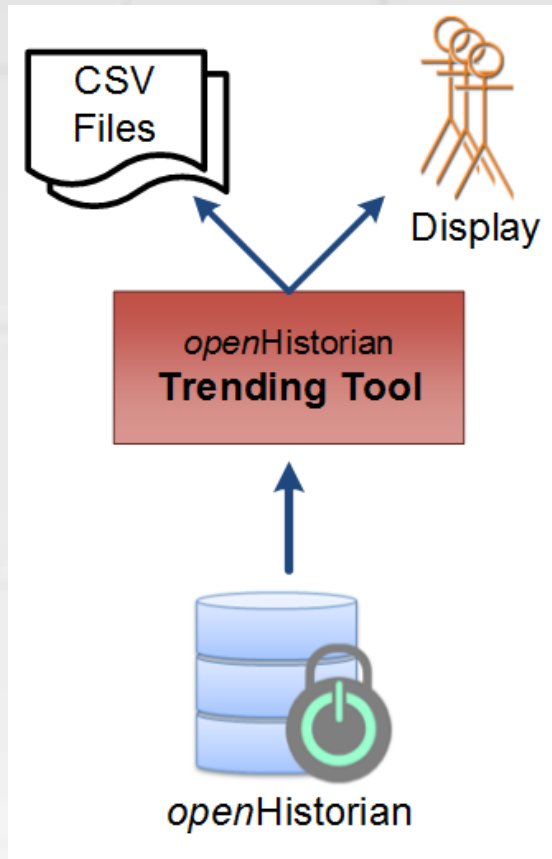 CSV
Files
Display
openHistorian
Trending Tool
openHistorian